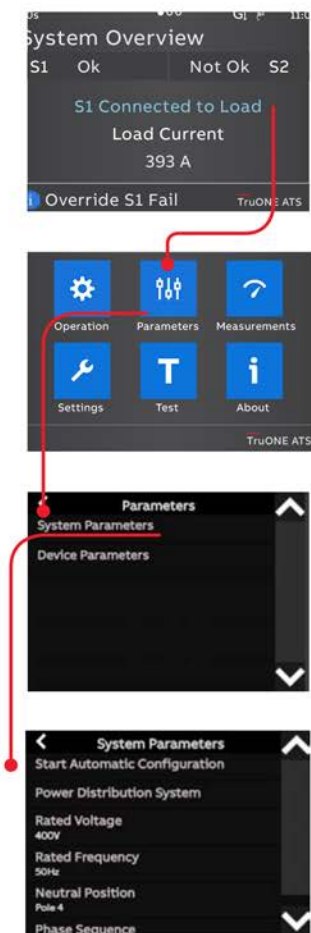 System Overview
S1 Ok Not Ok S2
S1 Connected to Load
Load Current
393 A
i Override S1 Fail TruONE ATS
Operation Parameters Measurements
T i
Settings Test About
TruONE ATS
Parameters
System Parameters
Device Parameters
System Parameters
Start Automatic Configuration
Power Distribution System
Rated Voltage
400V
Rated Frequency
50Hz
Neutral Position
Pole 4
Phase Sequence